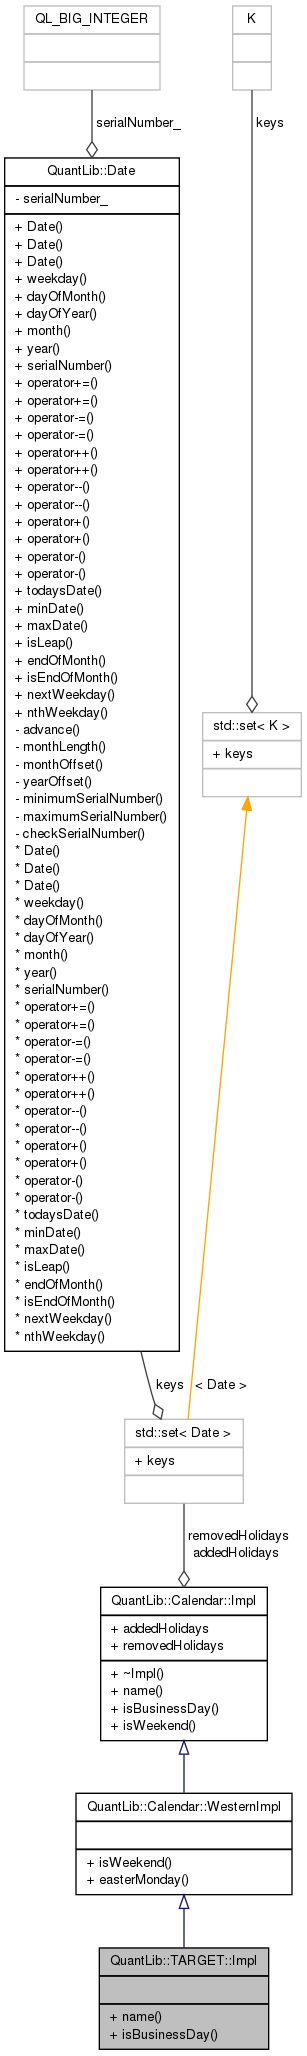 QL_BIG_INTEGER
K
serialNumber_
keys
QuantLib::Date
- serialNumber_
+ Date()
+ Date()
+ Date()
+ weekday()
+ dayOfMonth()
+ dayOfYear()
+ month()
+ year()
+ serialNumber()
+ operator+=()
+ operator+=()
+ operator-=()
+ operator-=()
+ operator++()
+ operator++()
+ operator--()
+ operator--()
+ operator+()
+ operator+()
+ operator-()
+ operator-()
+ todaysDate()
+ minDate()
+ maxDate()
+ isLeap()
+ endOfMonth()
+ isEndOfMonth()
+ nextWeekday()
+ nthWeekday()
- advance()
- monthLength()
- monthOffset()
- yearOffset()
- minimumSerialNumber()
- maximumSerialNumber()
- checkSerialNumber()
* Date()
* Date()
* Date()
* weekday()
* dayOfMonth()
* dayOfYear()
* month()
* year()
* serialNumber()
* operator+=()
* operator+=()
* operator-=()
* operator-=()
* operator++()
* operator++()
* operator--()
* operator--()
* operator+()
* operator+()
* operator-()
* operator-()
* todaysDate()
* minDate()
* maxDate()
* isLeap()
* endOfMonth()
* isEndOfMonth()
* nextWeekday()
* nthWeekday()
std::set< K >
+ keys
keys
< Date >
std::set< Date >
+ keys
removedHolidays
addedHolidays
QuantLib::Calendar::Impl
+ addedHolidays
+ removedHolidays
+ ~Impl()
+ name()
+ isBusinessDay()
+ isWeekend()
QuantLib::Calendar::WesternImpl
+ isWeekend()
+ easterMonday()
QuantLib::TARGET::Impl
+ name()
+ isBusinessDay()